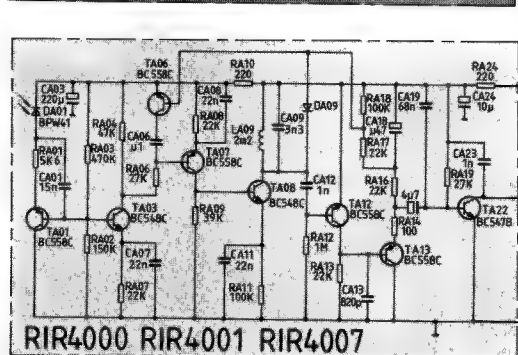 TA06
BC558C
RA10
220
RA24
220
CA03
220µ
DA01
BPW41
RA04
47K
CA06
µ1
CA08
22n
RA08
22K
LA09
2m2
CA09
3n3
DA09
RA18
100K
CA18
µ47
CA19
68n
CA24
10µ
RA01
5K6
CA01
15n
RA03
470K
RA06
27K
TA07
BC558C
RA17
22K
RA16
22K
CA12
1n
4µ7
CA23
1n
RA19
27K
TA01
BC558C
TA03
BC548C
RA09
39K
TA08
BC548C
TA12
BC558C
RA14
100
TA22
BC547B
RA02
150K
CA07
22n
RA07
22K
CA11
22n
RA11
100K
RA12
1M
RA13
22K
TA13
BC558C
CA13
820p
RIR4000 RIR4001 RIR4007